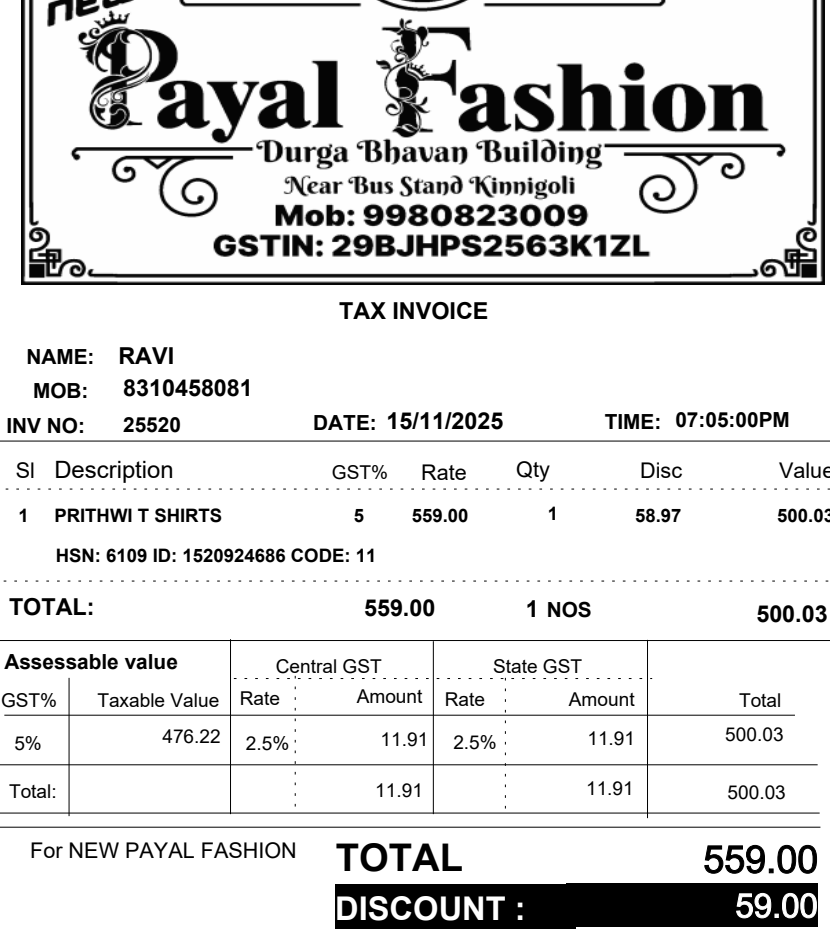 new
Payal Fashion
Durga Bhavan Building
Near Bus Stand Kinnigoli
Mob: 9980823009
GSTIN: 29BJHPS2563K1ZL
TAX INVOICE
NAME: RAVI
MOB: 8310458081
INV NO: 25520 DATE: 15/11/2025 TIME: 07:05:00PM
Sl Description GST% Rate Qty Disc Value
1 PRITHWI T SHIRTS 5 559.00 1 58.97 500.03
HSN: 6109 ID: 1520924686 CODE: 11
TOTAL: 559.00 1 NOS 500.03
Assessable value Central GST State GST
GST% Taxable Value Rate Amount Rate Amount Total
5% 476.22 2.5% 11.91 2.5% 11.91 500.03
Total: 11.91 11.91 500.03
For NEW PAYAL FASHION TOTAL 559.00
DISCOUNT : 59.00